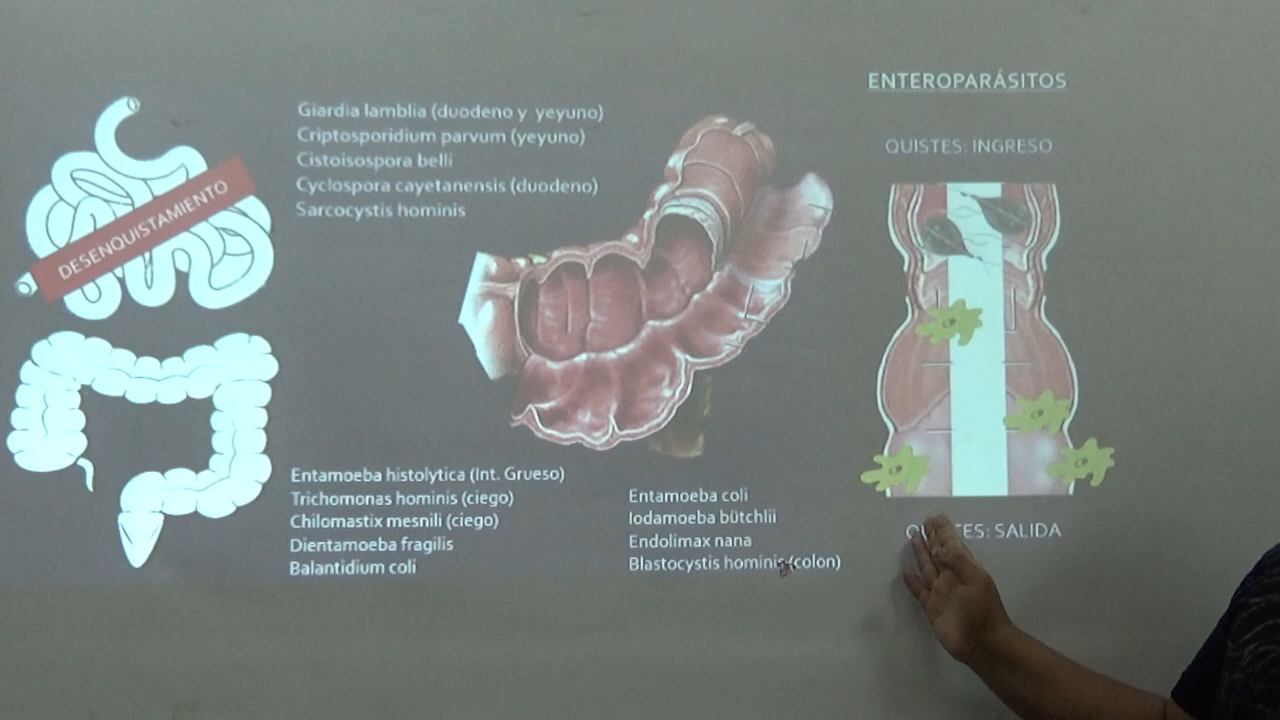 ENTEROPARÁSITOS
Giardia lamblia (duodeno y yeyuno)
Criptosporidium parvum (yeyuno)
Cistoisospora belli
Cyclospora cayetanensis (duodeno)
Sarcocystis hominis
QUISTES: INGRESO
DESENQUISTAMIENTO
Entamoeba histolytica (Int. Grueso)
Trichomonas hominis (ciego)
Chilomastix mesnili (ciego)
Dientamoeba fragilis
Balantidium coli
Entamoeba coli
Iodamoeba bütchlii
Endolimax nana
Blastocystis hominis (colon)
SALIDA